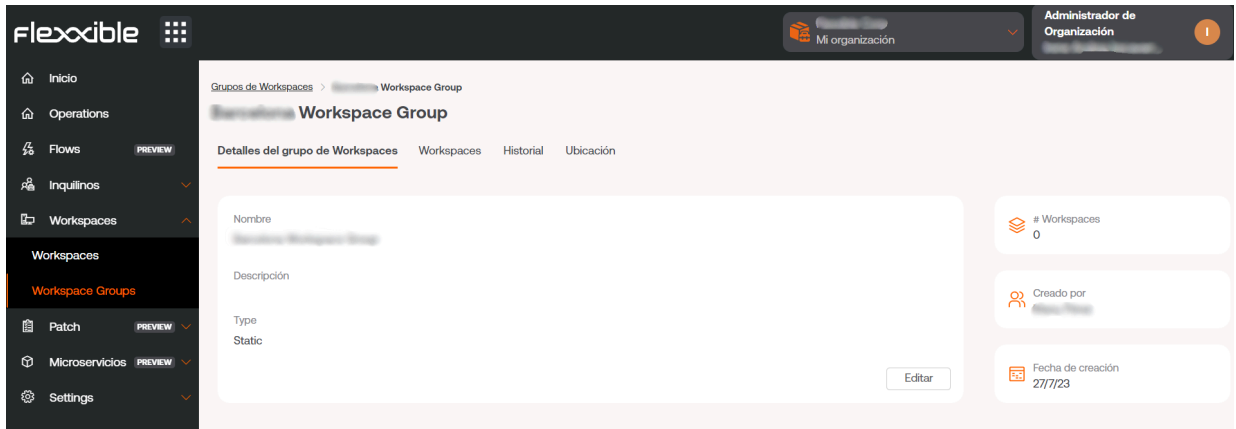 Flexxible
Mi organización
Administrador de
Organización
I
Inicio
Operations
Flows PREVIEW
Inquilinos
Workspaces
Workspaces
Workspace Groups
Patch PREVIEW
Microservicios PREVIEW
Settings
Grupos de Workspaces > Workspace Group
Workspace Group
Detalles del grupo de Workspaces Workspaces Historial Ubicación
Nombre
Descripción
Type
Static
Editar
# Workspaces
0
Creado por
Fecha de creación
27/7/23